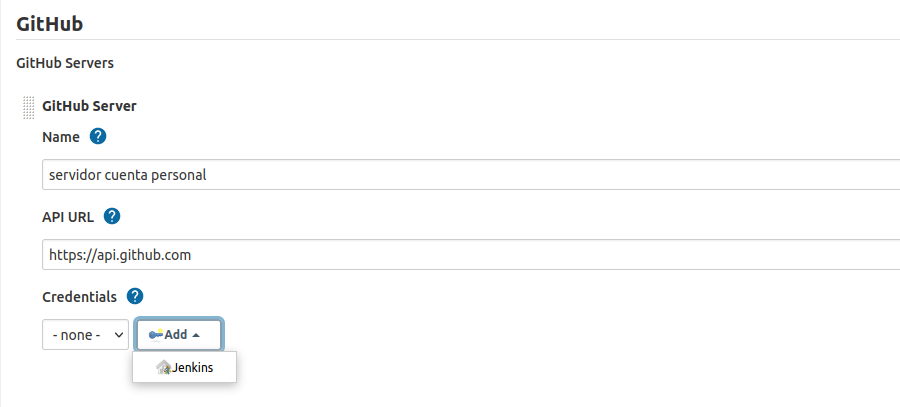 GitHub
GitHub Servers
GitHub Server
Name ?
servidor cuenta personal
API URL ?
https://api.github.com
Credentials ?
- none - Add
Jenkins